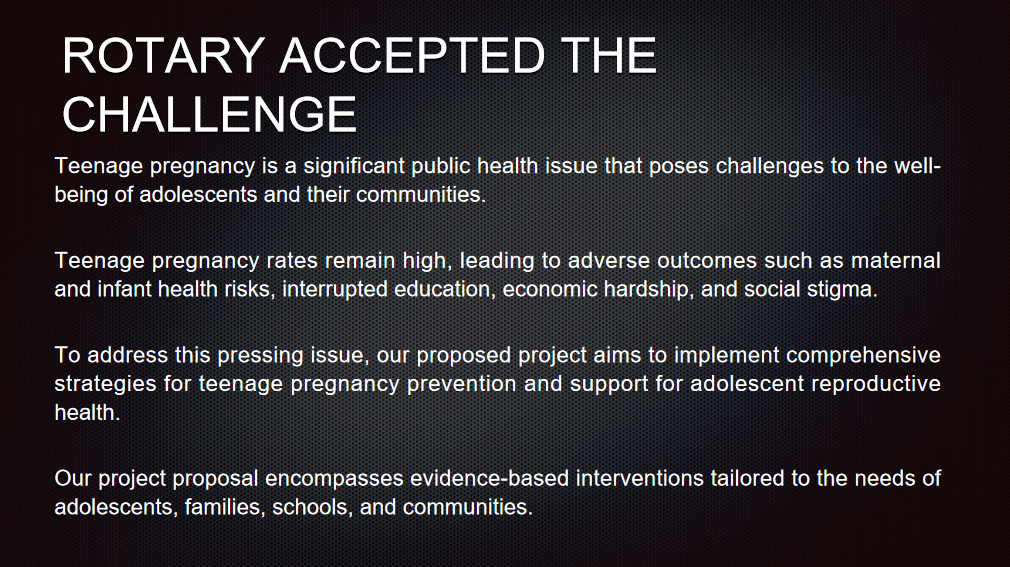 ROTARY ACCEPTED THE
CHALLENGE
Teenage pregnancy is a significant public health issue that poses challenges to the well-
being of adolescents and their communities.
Teenage pregnancy rates remain high, leading to adverse outcomes such as maternal
and infant health risks, interrupted education, economic hardship, and social stigma.
To address this pressing issue, our proposed project aims to implement comprehensive
strategies for teenage pregnancy prevention and support for adolescent reproductive
health.
Our project proposal encompasses evidence-based interventions tailored to the needs of
adolescents, families, schools, and communities.